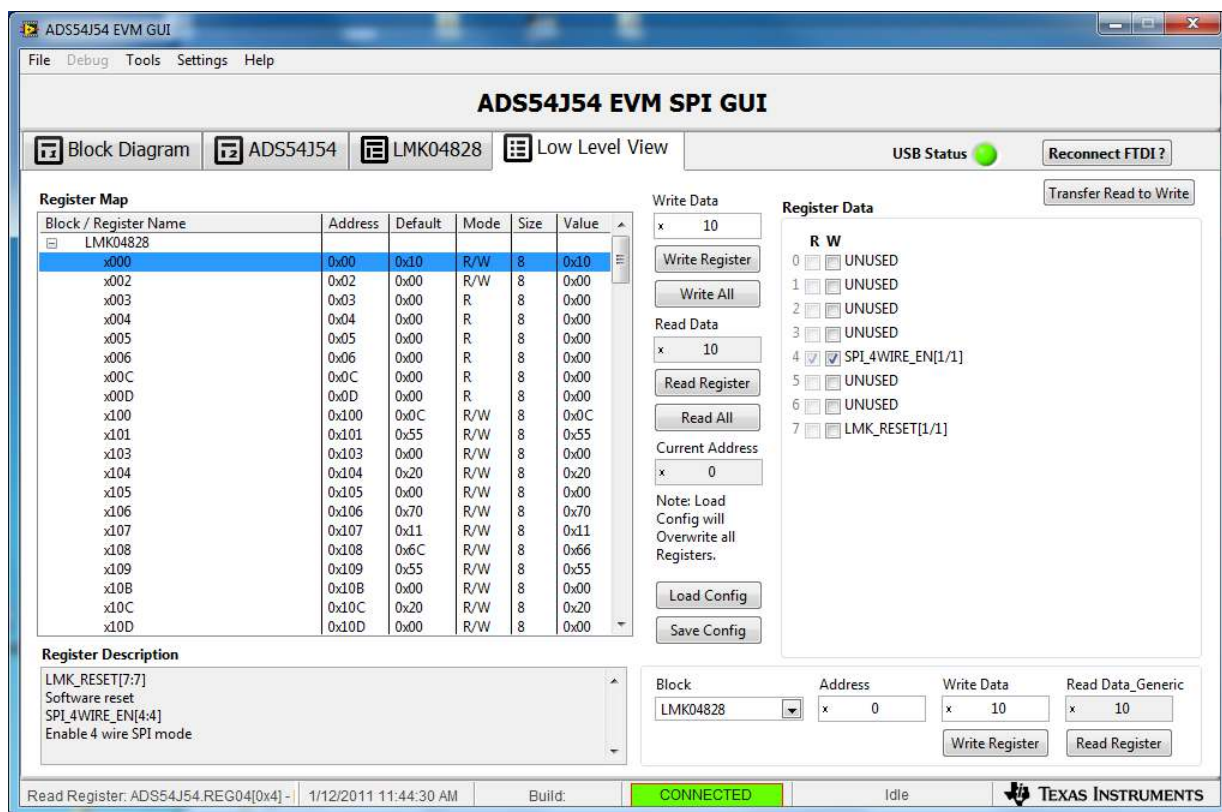 ADS54J54 EVM GUI
File Debug Tools Settings Help
ADS54J54 EVM SPI GUI
Block Diagram ADS54J54 LMK04828 Low Level View
USB Status Reconnect FTDI ?
Transfer Read to Write
Register Map
Block / Register Name Address Default Mode Size Value
LMK04828
x000 0x00 0x10 R/W 8 0x10
x002 0x02 0x00 R/W 8 0x00
x003 0x03 0x00 R 8 0x00
x004 0x04 0x00 R 8 0x00
x005 0x05 0x00 R 8 0x00
x006 0x06 0x00 R 8 0x00
x00C 0x0C 0x00 R 8 0x00
x00D 0x0D 0x00 R 8 0x00
x100 0x100 0x0C R/W 8 0x0C
x101 0x101 0x55 R/W 8 0x55
x103 0x103 0x00 R/W 8 0x00
x104 0x104 0x20 R/W 8 0x20
x105 0x105 0x00 R/W 8 0x00
x106 0x106 0x70 R/W 8 0x70
x107 0x107 0x11 R/W 8 0x11
x108 0x108 0x6C R/W 8 0x66
x109 0x109 0x55 R/W 8 0x55
x10B 0x10B 0x00 R/W 8 0x00
x10C 0x10C 0x20 R/W 8 0x20
x10D 0x10D 0x00 R/W 8 0x00
Write Data
x 10
Write Register
Write All
Read Data
x 10
Read Register
Read All
Current Address
x 0
Note: Load
Config will
Overwrite all
Registers.
Load Config
Save Config
Register Data
R W
0 UNUSED
1 UNUSED
2 UNUSED
3 UNUSED
4 SPI_4WIRE_EN[1/1]
5 UNUSED
6 UNUSED
7 LMK_RESET[1/1]
Register Description
LMK_RESET[7:7]
Software reset
SPI_4WIRE_EN[4:4]
Enable 4 wire SPI mode
Block Address Write Data Read Data_Generic
LMK04828 x 0 x 10 x 10
Write Register Read Register
Read Register: ADS54J54.REG04[0x4] - 1/12/2011 11:44:30 AM Build: CONNECTED Idle TEXAS INSTRUMENTS